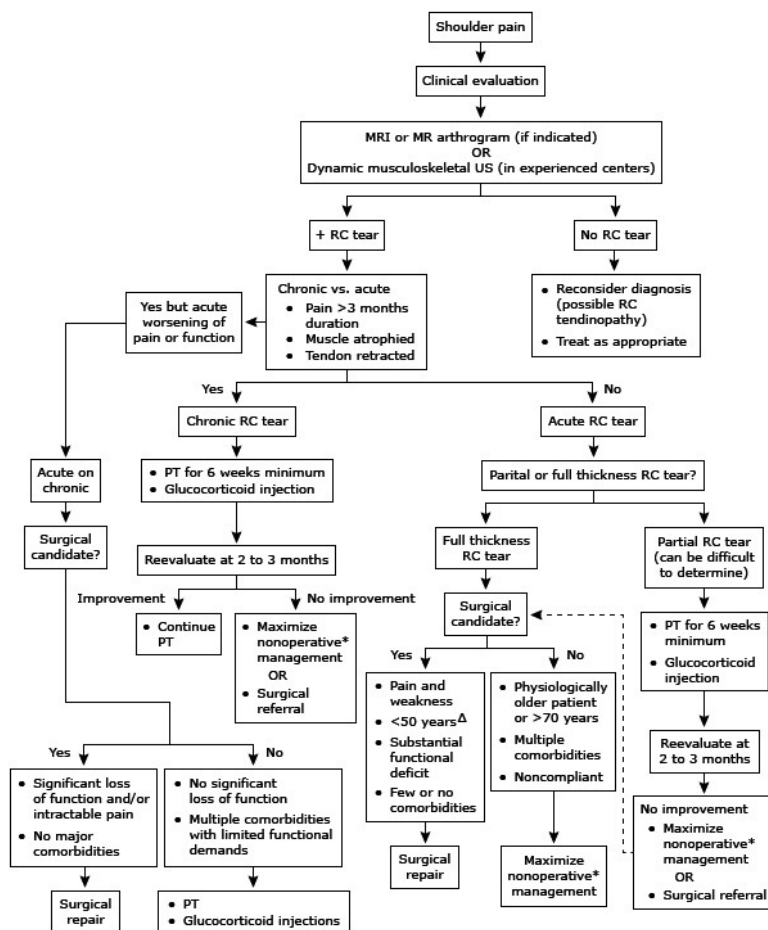 Shoulder pain
Clinical evaluation
MRI or MR arthrogram (if indicated)
OR
Dynamic musculoskeletal US (in experienced centers)
+ RC tear
No RC tear
Yes but acute
worsening of
pain or function
Chronic vs. acute
• Pain >3 months
duration
• Muscle atrophied
• Tendon retracted
• Reconsider diagnosis
(possible RC
tendinopathy)
• Treat as appropriate
Yes
No
Chronic RC tear
Acute RC tear
Acute on
chronic
• PT for 6 weeks minimum
• Glucocorticoid injection
Parital or full thickness RC tear?
Surgical
candidate?
Reevaluate at 2 to 3 months
Full thickness
RC tear
Partial RC tear
(can be difficult
to determine)
Improvement
No improvement
• Continue
PT
• Maximize
nonoperative*
management
OR
• Surgical
referral
Surgical
candidate?
• PT for 6 weeks
minimum
• Glucocorticoid
injection
Yes
No
• Pain and
weakness
• <50 years Δ
• Substantial
functional
deficit
• Few or no
comorbidities
• Physiologically
older patient
or >70 years
• Multiple
comorbidities
• Noncompliant
Reevaluate at
2 to 3 months
Yes
No
• Significant loss
of function and/or
intractable pain
• No major
comorbidities
• No significant
loss of function
• Multiple comorbidities
with limited functional
demands
No improvement
• Maximize
nonoperative*
management
OR
• Surgical referral
Surgical
repair
Maximize
nonoperative*
management
Surgical
repair
• PT
• Glucocorticoid injections